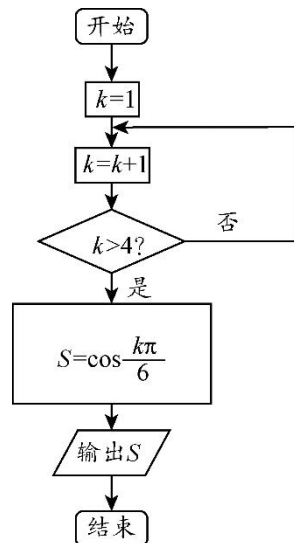 开始
k=1
k=k+1
k>4?
否
是
S=cos kπ/6
输出S
结束